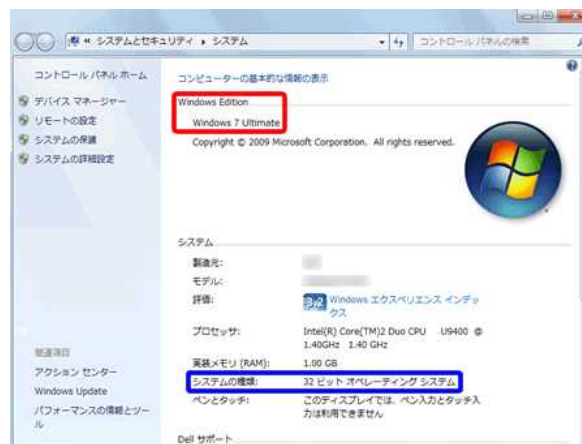 システムとセキュリティ ▸ システム
コントロール パネルの検索
コントロール パネル ホーム
デバイス マネージャー
リモートの設定
システムの保護
システムの詳細設定
関連項目
アクション センター
Windows Update
パフォーマンスの情報とツー
ル
コンピューターの基本的な情報の表示
Windows Edition
Windows 7 Ultimate
Copyright © 2009 Microsoft Corporation. All rights reserved.
システム
製造元:
モデル:
評価:
3.2 Windows エクスペリエンス インデッ
クス
プロセッサ:
Intel(R) Core(TM)2 Duo CPU U9400 @
1.40GHz 1.40 GHz
実装メモリ (RAM):
1.00 GB
システムの種類:
32 ビット オペレーティング システム
ペンとタッチ:
このディスプレイでは、ペン入力とタッチ入
力は利用できません
Dell サポート